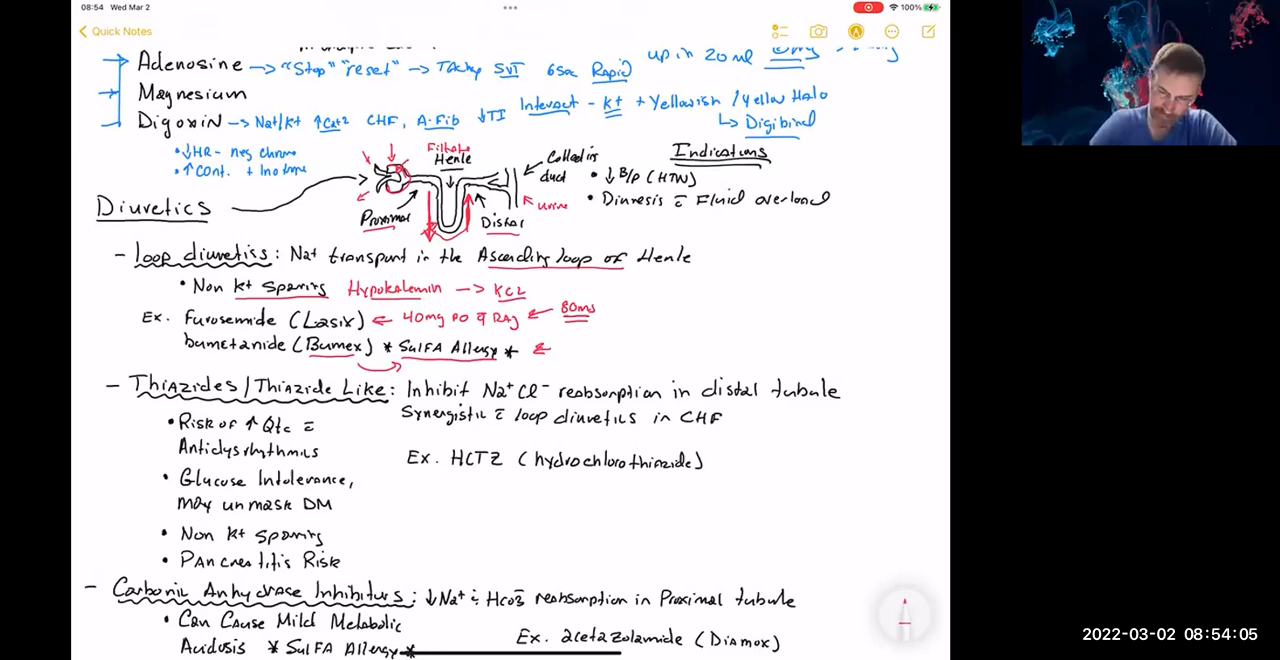 08:54 Wed Mar 2
100%
Quick Notes
Adenosine → "Stop" "reset" → Tachy SVT 6sec Rapid up in 20 ml
Magnesium
Digoxin → Na+/K+ ↑Ca+2 CHF, A-Fib ↓TI Interact - K+ + Yellowish / Yellow Halo
↳ Digibind
• ↓HR - neg chrono
• ↑Cont. + Inotrope
Filtrate
Henle
Collecting
duct
Proximal
Distal
Urine
Indications
• ↓ B/P (HTN)
• Diuresis c̄ Fluid overload
Diuretics
- loop diuretics: Na+ transport in the Ascending loop of Henle
• Non K+ Sparing Hypokalemia → KCl
Ex. Furosemide (Lasix) ← 40mg PO ← 80mg
bumetanide (Bumex) * SulFA Allergy * ←
- Thiazides/Thiazide Like: Inhibit Na+ Cl- reabsorption in distal tubule
Synergistic c̄ loop diuretics in CHF
• Risk of ↑ Qtc c̄
Antidysrhythmics
Ex. HCTZ (hydrochlorothiazide)
• Glucose Intolerance,
may unmask DM
• Non K+ sparing
• PAncreatitis Risk
- Carbonic Anhydrase Inhibitors: ↓Na+ & HCO3- reabsorption in Proximal tubule
• Can Cause Mild Metabolic
Acidosis * SulFA Allergy *
Ex. acetazolamide (Diamox)
2022-03-02 08:54:05